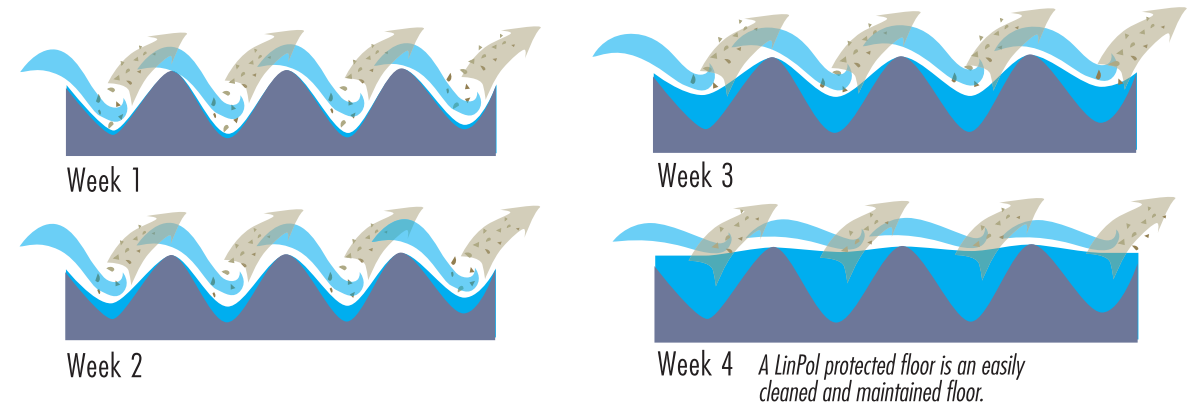 Week 1
Week 2
Week 3
Week 4
A LinPol protected floor is an easily
cleaned and maintained floor.